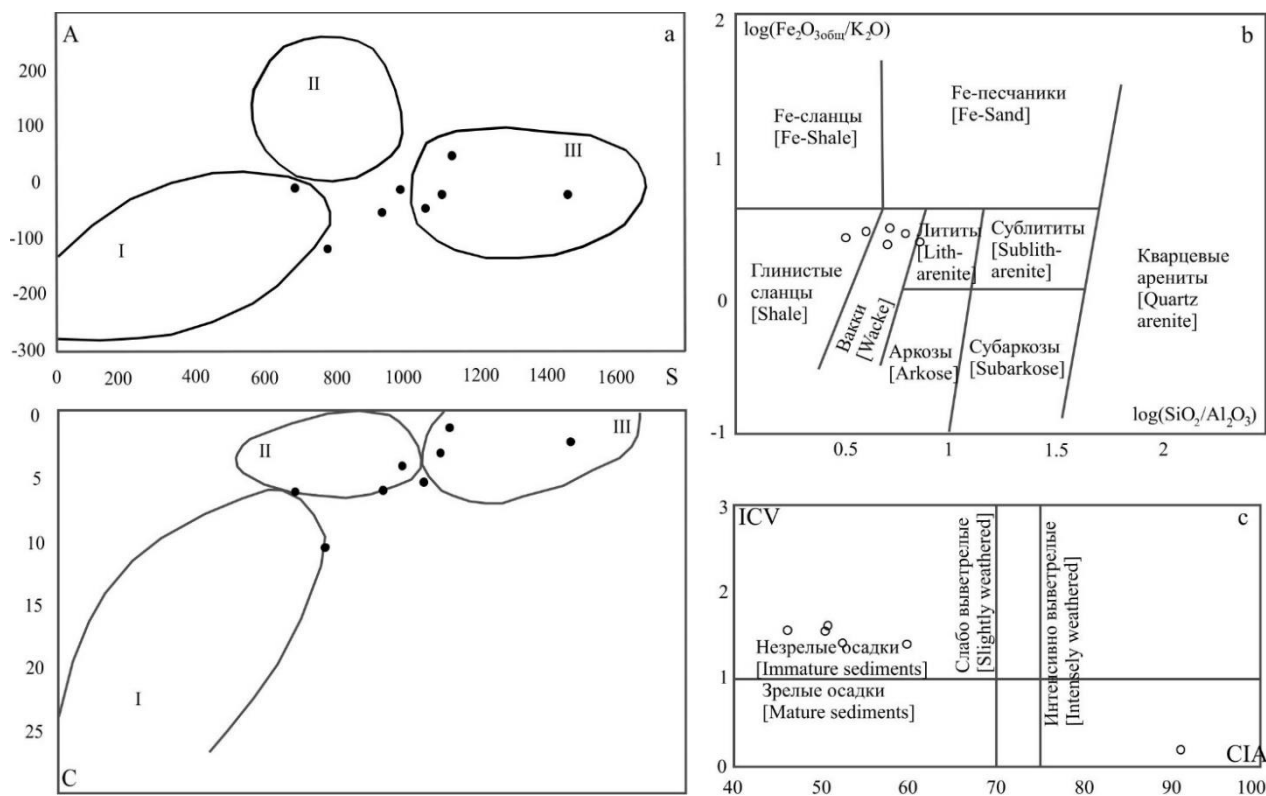 A
a
200
100
0
-100
-200
-300
I
II
III
0 200 400 600 800 1000 1200 1400 1600 S
0
5
10
15
20
25
C
II
III
I
2
1
0
-1
log(Fe₂O₃общ/K₂O)
b
Fe-сланцы
[Fe-Shale]
Fe-песчаники
[Fe-Sand]
Глинистые
сланцы
[Shale]
Вакки
[Wacke]
Лититы
[Lith-
arenite]
Сублититы
[Sublith-
arenite]
Аркозы
[Arkose]
Субаркозы
[Subarkose]
Кварцевые
арениты
[Quartz
arenite]
log(SiO₂/Al₂O₃)
0.5 1 1.5 2
3
2
1
0
ICV
c
Незрелые осадки
[Immature sediments]
Зрелые осадки
[Mature sediments]
Слабо выветрелые
[Slightly weathered]
Интенсивно выветрелые
[Intensely weathered]
CIA
40 50 60 70 80 90 100